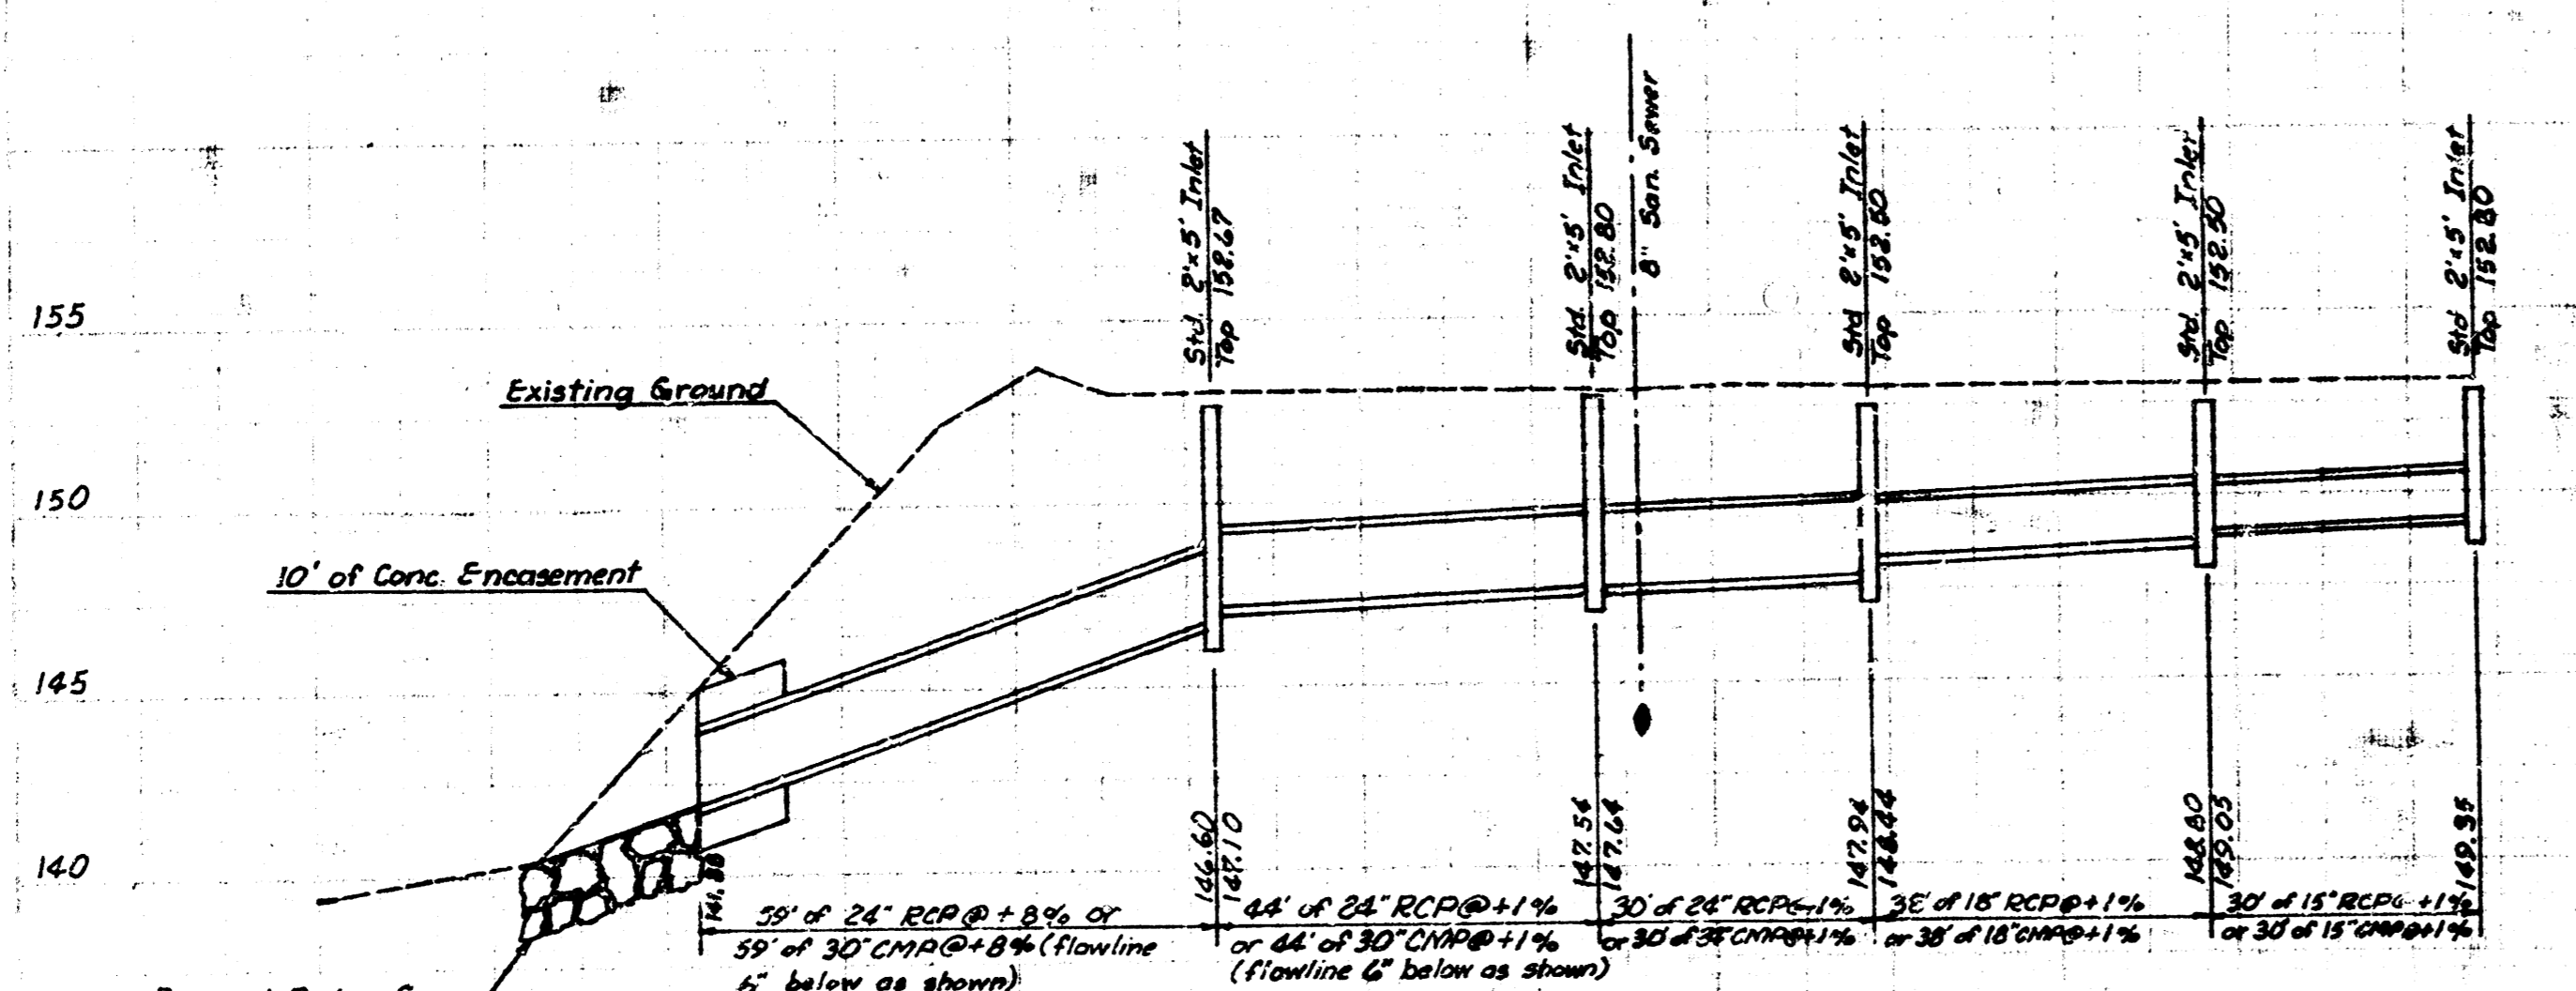 155
150
145
140
Existing Ground
10' of Conc. Encasement
Std. 2'x5' Inlet
Top 152.67
Std. 2'x5' Inlet
Top 152.80
8" San. Sewer
Std 2'x5' Inlet
Top 152.50
Std. 2'x5' Inlet
Top 152.50
Std 2'x5' Inlet
Top 152.80
141.88
146.60
147.10
147.54
147.64
147.94
148.44
148.80
149.05
149.35
59' of 24" RCP @ +8% or
59' of 30" CMP @ +8% (flowline
6" below as shown)
44' of 24" RCP @ +1%
or 44' of 30" CMP @ +1%
(flowline 6" below as shown)
30' of 24" RCP 1%
or 30' of CMP @ +1%
of 18" RCP @ +1%
or 38' of 18" CMP @ +1%
30' of 15" RCP +1%
or 30' of 15" CMP @ +1%